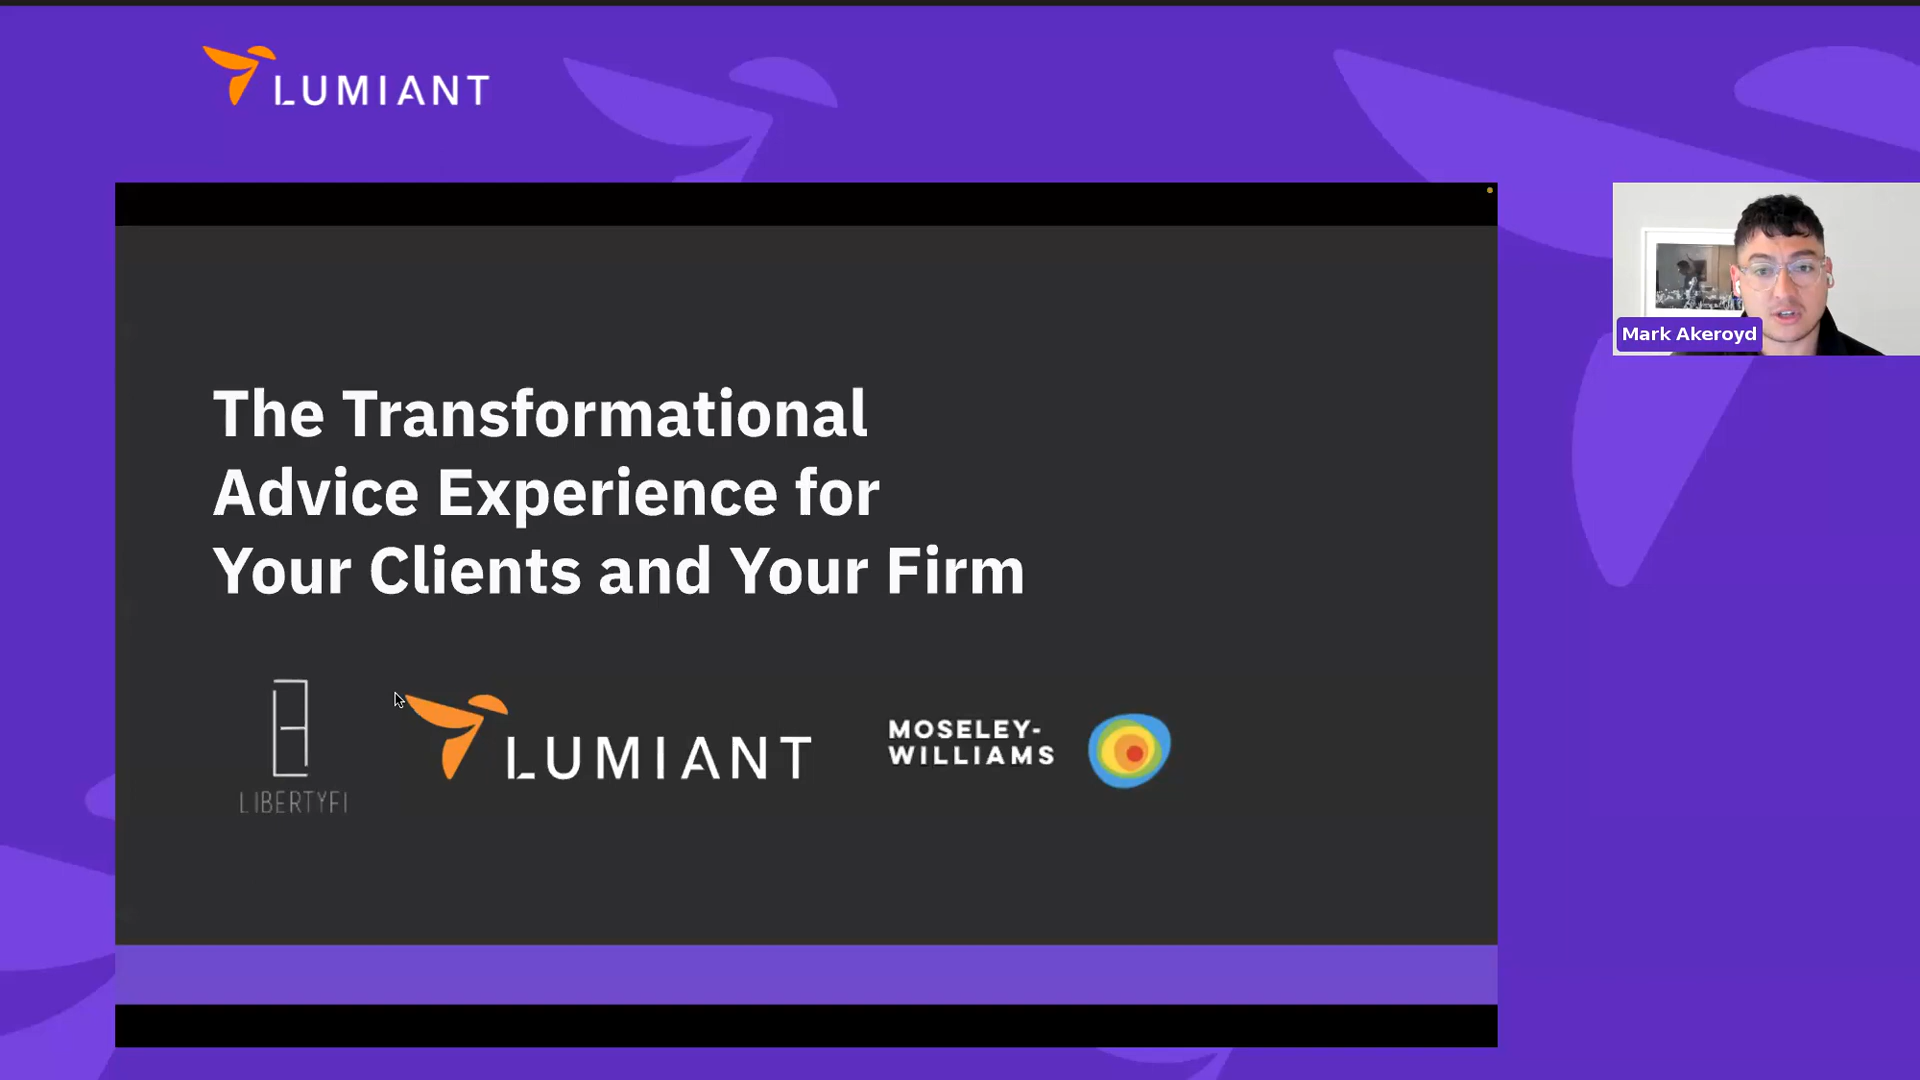 LUMIANT
The Transformational
Advice Experience for
Your Clients and Your Firm
LIBERTYFI
LUMIANT
MOSELEY-
WILLIAMS
Mark Akeroyd